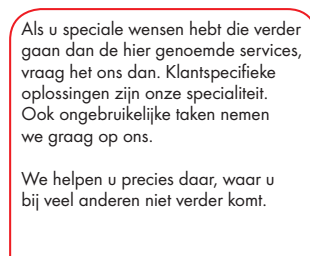 Als u speciale wensen hebt die verder
gaan dan de hier genoemde services,
vraag het ons dan. Klantspecifieke
oplossingen zijn onze specialiteit.
Ook ongebruikelijke taken nemen
we graag op ons.
We helpen u precies daar, waar u
bij veel anderen niet verder komt.